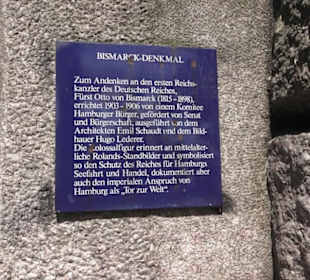 BISMARCK-DENKMAL
Zum Andenken an den ersten Reichs-
kanzler des Deutschen Reiches,
Fürst Otto von Bismarck (1815-1898),
errichtet 1903-1906 von einem Komitee
Hamburger Bürger, gefördert von Senat
und Bürgerschaft, ausgeführt von dem
Architekten Emil Schaudt und dem Bild-
hauer Hugo Lederer.
Die Kolossalfigur erinnert an mittelalter-
liche Rolands-Standbilder und symbolisiert
so den Schutz des Reiches für Hamburgs
Seefahrt und Handel, dokumentiert aber
auch den imperialen Anspruch von
Hamburg als „Tor zur Welt".